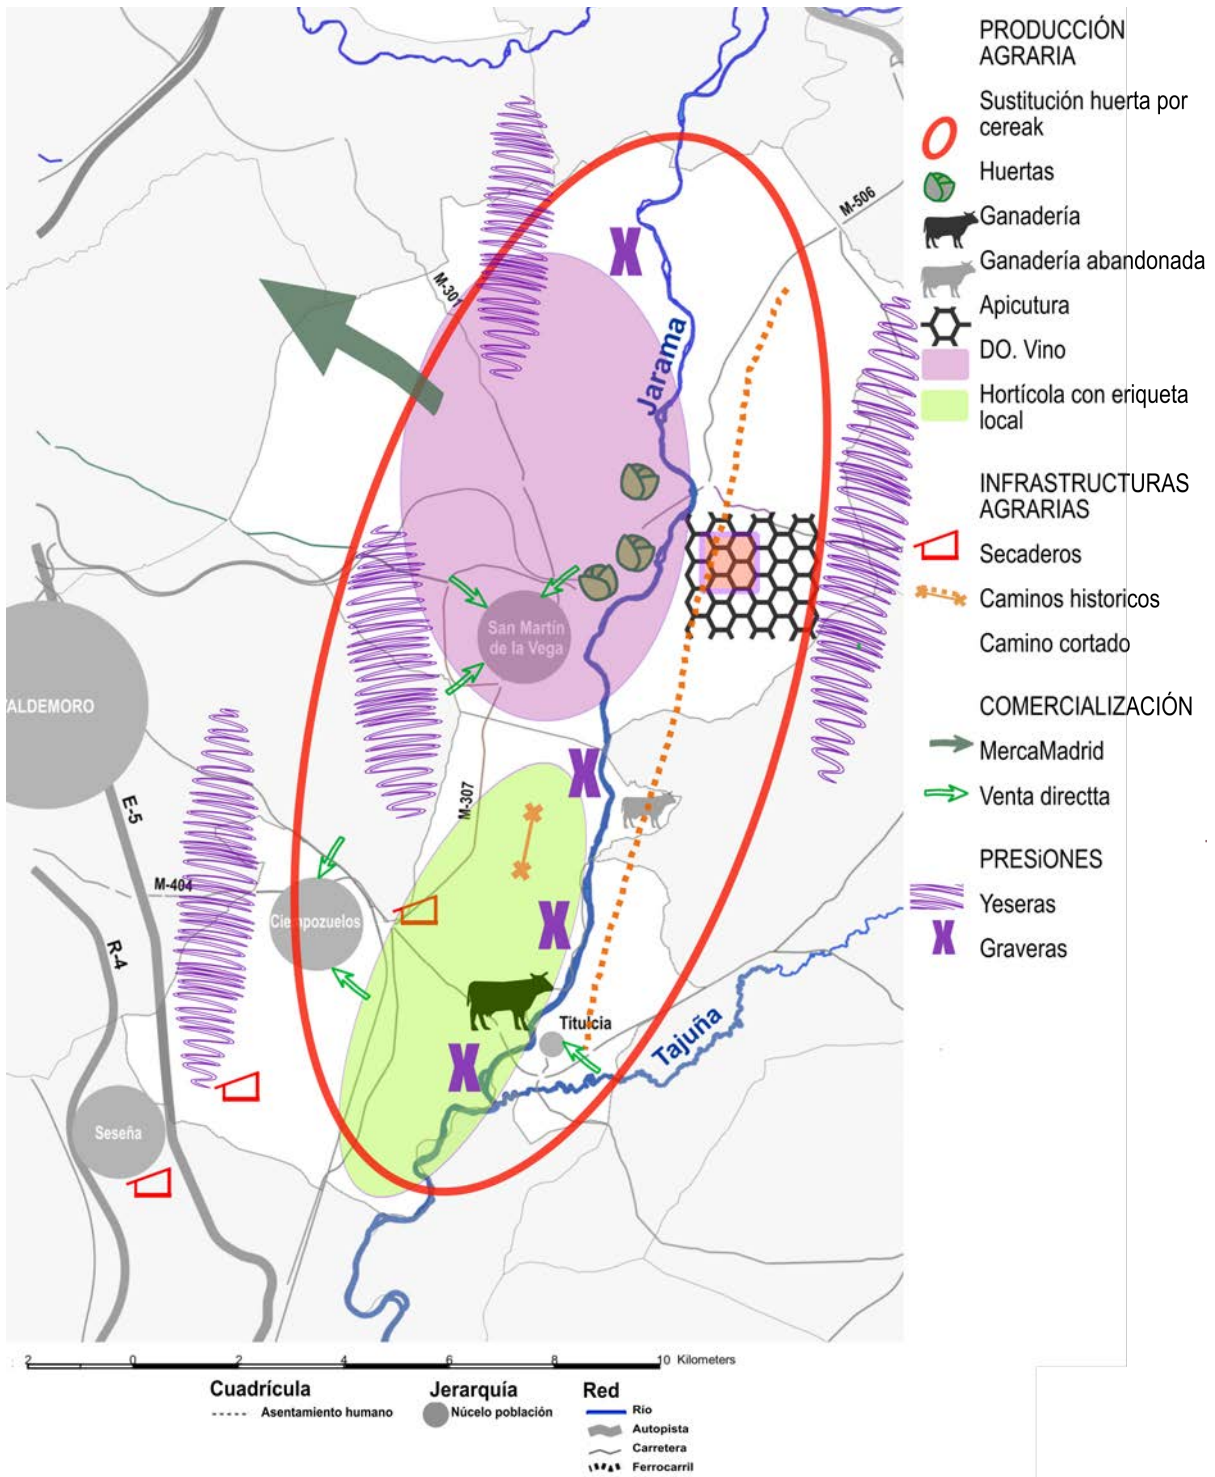 M-506
M-301
Jarama
San Martín
de la Vega
ALDEMORO
E-5
M-307
M-404
Ciempozuelos
R-4
Titulcia
Tajuña
Seseña
PRODUCCIÓN
AGRARIA
Sustitución huerta por
cereak
Huertas
Ganadería
Ganadería abandonada
Apicutura
DO. Vino
Hortícola con eriqueta
local
INFRASTRUCTURAS
AGRARIAS
Secaderos
Caminos historicos
Camino cortado
COMERCIALIZACIÓN
MercaMadrid
Venta directta
PRESiONES
Yeseras
Graveras
2 0 2 4 6 8 10 Kilometers
Cuadrícula
Asentamiento humano
Jerarquía
Núcelo población
Red
Río
Autopista
Carretera
Ferrocarril